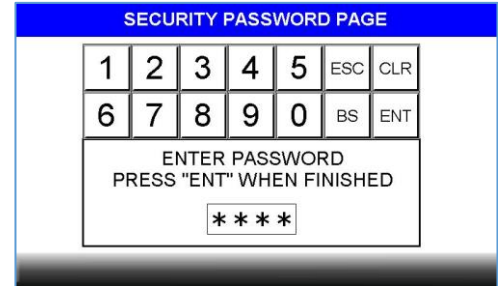 SECURITY PASSWORD PAGE
1 2 3 4 5 ESC CLR
6 7 8 9 0 BS ENT
ENTER PASSWORD
PRESS "ENT" WHEN FINISHED
****